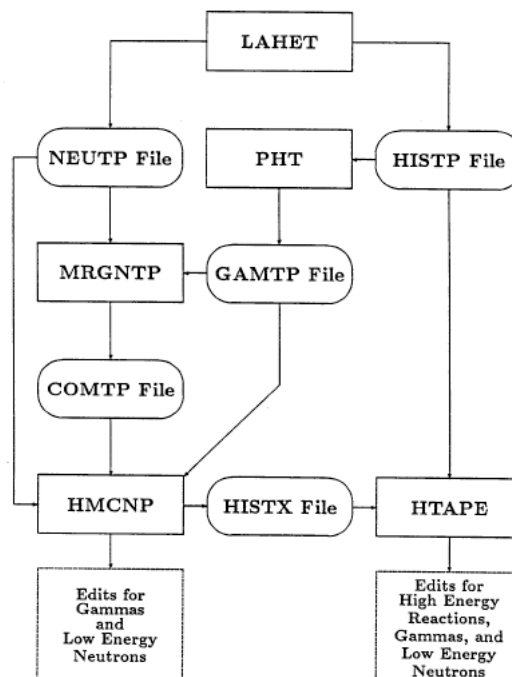 LAHET
NEUTP File
PHT
HISTP File
MRGNTP
GAMTP File
COMTP File
HMCNP
HISTX File
HTAPE
Edits for
Gammas
and
Low Energy
Neutrons
Edits for
High Energy
Reactions,
Gammas, and
Low Energy
Neutrons